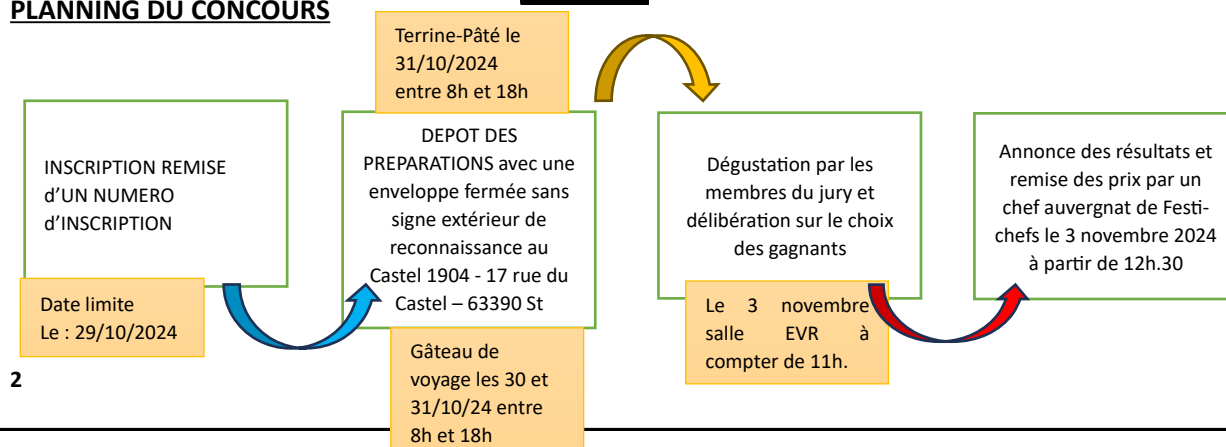 PLANNING DU CONCOURS
INSCRIPTION REMISE
d'UN NUMERO
d'INSCRIPTION
Date limite
Le : 29/10/2024
Terrine-Pâté le
31/10/2024
entre 8h et 18h
DEPOT DES
PREPARATIONS avec une
enveloppe fermée sans
signe extérieur de
reconnaissance au
Castel 1904 - 17 rue du
Castel – 63390 St
Gâteau de
voyage les 30 et
31/10/24 entre
8h et 18h
Dégustation par les
membres du jury et
délibération sur le choix
des gagnants
Le 3 novembre
salle EVR à
compter de 11h.
Annonce des résultats et
remise des prix par un
chef auvergnat de Festi-
chefs le 3 novembre 2024
à partir de 12h.30
2